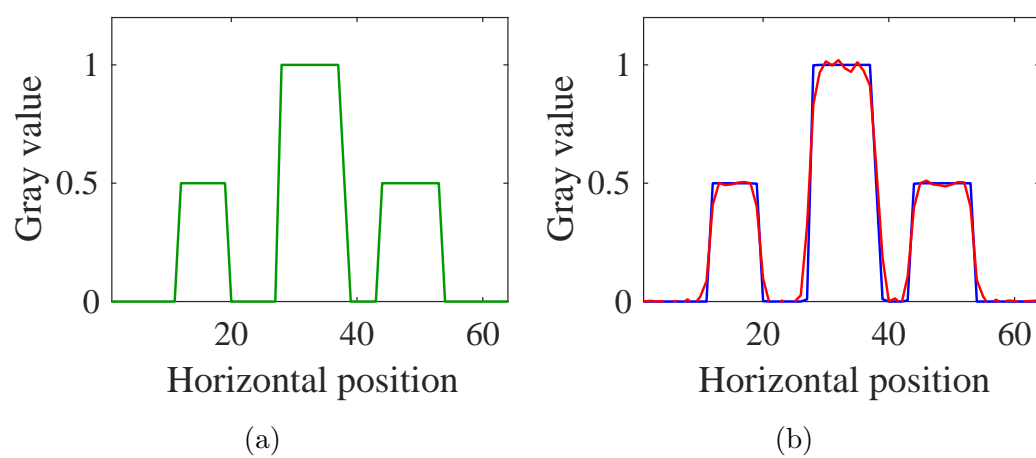 1
0.5
0
20 40 60
Gray value
Horizontal position
(a)
1
0.5
0
20 40 60
Gray value
Horizontal position
(b)